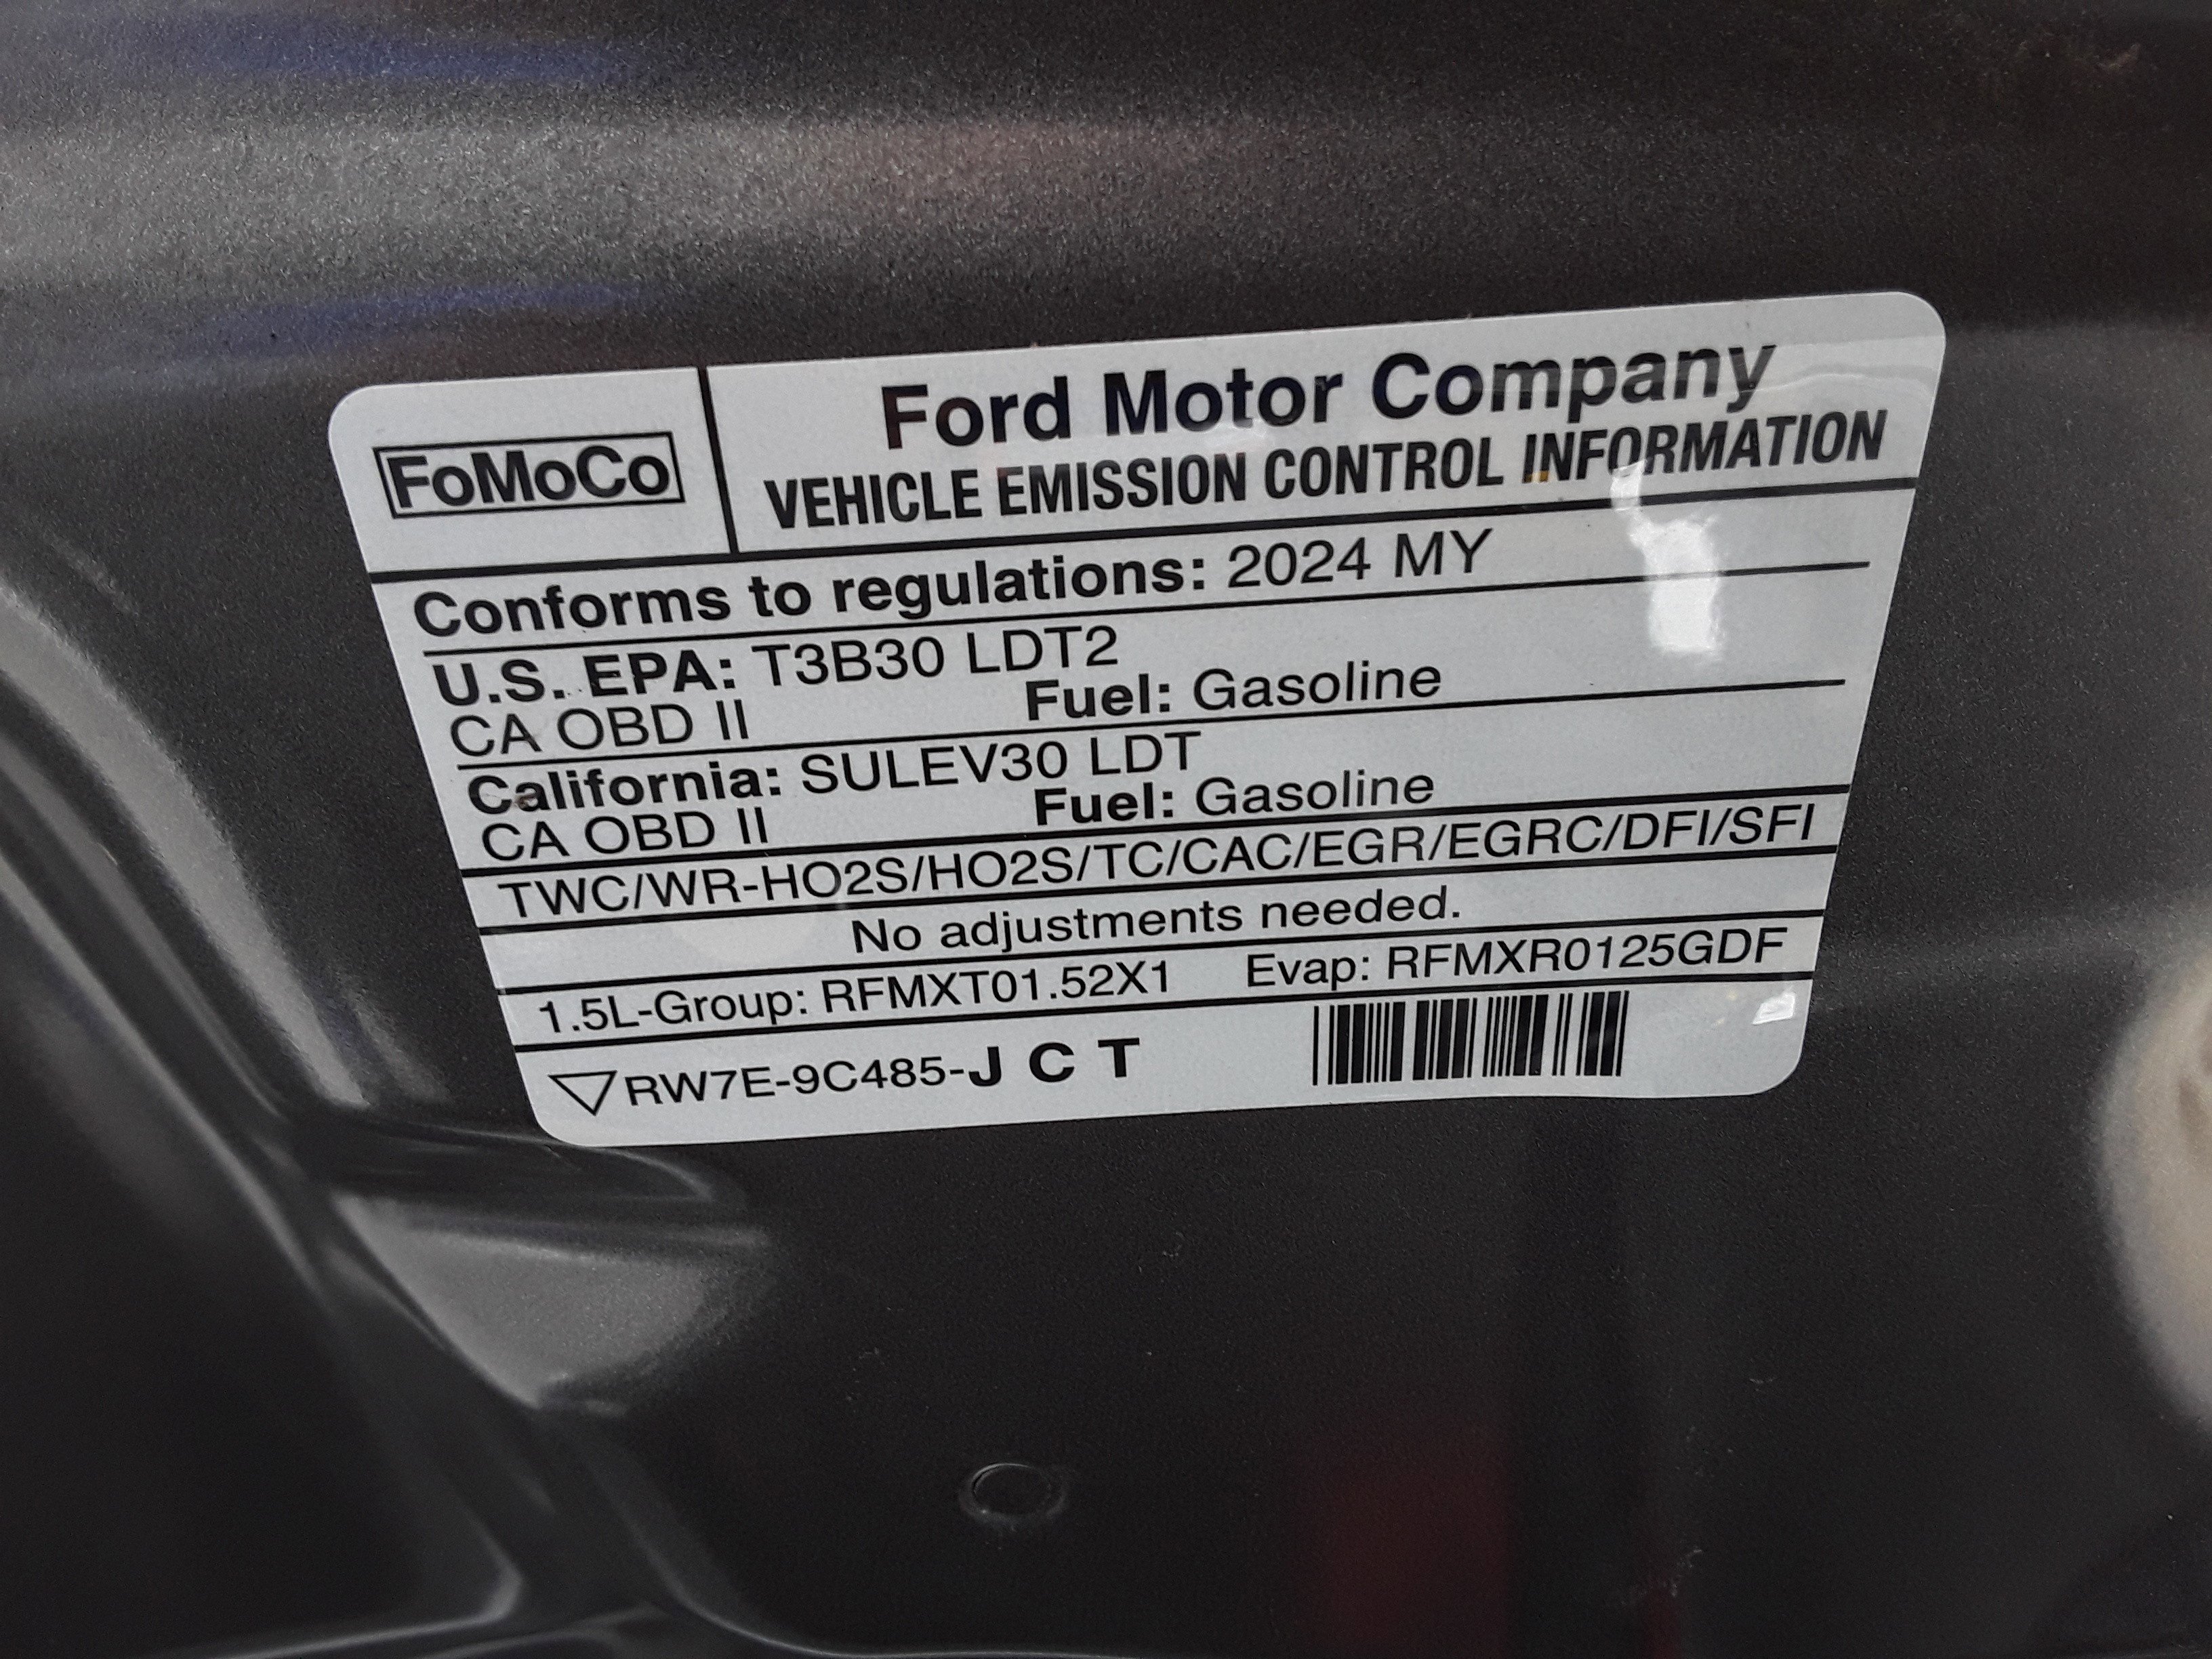 FoMoCo
Ford Motor Company
VEHICLE EMISSION CONTROL INFORMATION
Conforms to regulations: 2024 MY
U.S. EPA: T3B30 LDT2
CA OBD II Fuel: Gasoline
California: SULEV30 LDT
CA OBD II Fuel: Gasoline
TWC/WR-HO2S/HO2S/TC/CAC/EGR/EGRC/DFI/SFI
No adjustments needed.
1.5L-Group: RFMXT01.52X1 Evap: RFMXR0125GDF
RW7E-9C485-J C T